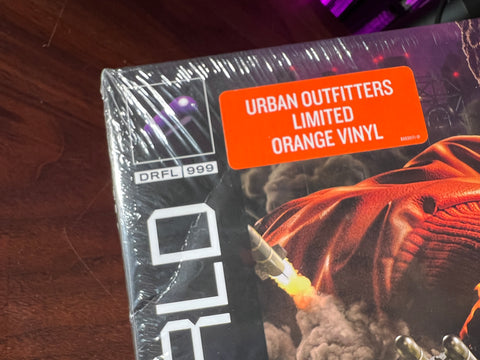 URBAN OUTFITTERS
LIMITED
ORANGE VINYL
DRFL 999
RLD